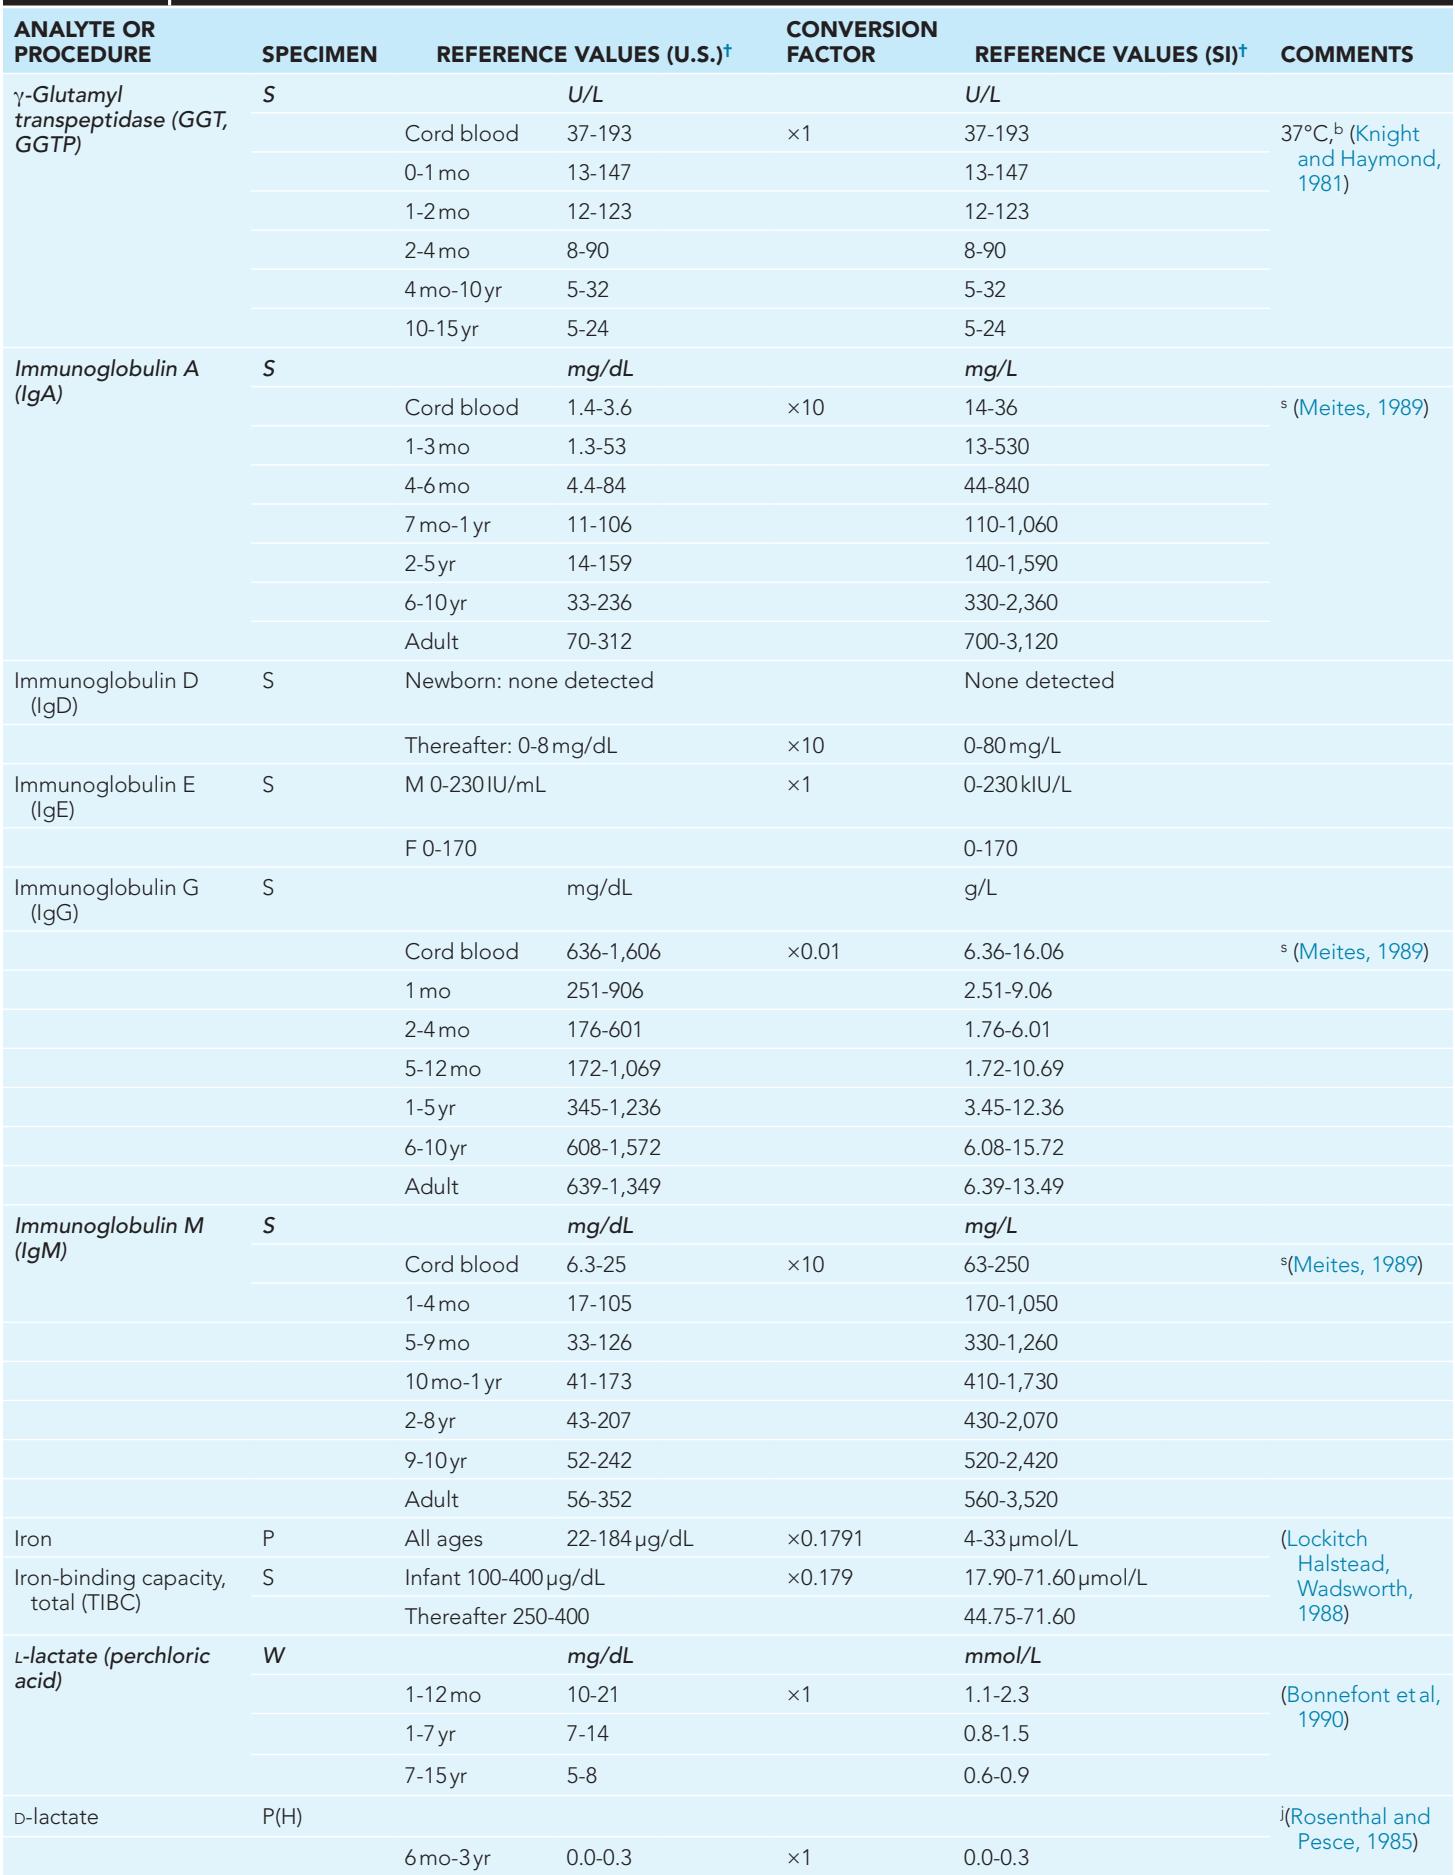 ANALYTE OR PROCEDURE SPECIMEN REFERENCE VALUES (U.S.)† CONVERSION FACTOR REFERENCE VALUES (SI)† COMMENTS
γ-Glutamyl transpeptidase (GGT, GGTP) S U/L U/L
Cord blood 37-193 ×1 37-193 37°C,b (Knight and Haymond, 1981)
0-1 mo 13-147 13-147
1-2 mo 12-123 12-123
2-4 mo 8-90 8-90
4 mo-10 yr 5-32 5-32
10-15 yr 5-24 5-24
Immunoglobulin A (IgA) S mg/dL mg/L
Cord blood 1.4-3.6 ×10 14-36 s (Meites, 1989)
1-3 mo 1.3-53 13-530
4-6 mo 4.4-84 44-840
7 mo-1 yr 11-106 110-1,060
2-5 yr 14-159 140-1,590
6-10 yr 33-236 330-2,360
Adult 70-312 700-3,120
Immunoglobulin D (IgD) S Newborn: none detected None detected
Thereafter: 0-8 mg/dL ×10 0-80 mg/L
Immunoglobulin E (IgE) S M 0-230 IU/mL ×1 0-230 kIU/L
F 0-170 0-170
Immunoglobulin G (IgG) S mg/dL g/L
Cord blood 636-1,606 ×0.01 6.36-16.06 s (Meites, 1989)
1 mo 251-906 2.51-9.06
2-4 mo 176-601 1.76-6.01
5-12 mo 172-1,069 1.72-10.69
1-5 yr 345-1,236 3.45-12.36
6-10 yr 608-1,572 6.08-15.72
Adult 639-1,349 6.39-13.49
Immunoglobulin M (IgM) S mg/dL mg/L
Cord blood 6.3-25 ×10 63-250 s(Meites, 1989)
1-4 mo 17-105 170-1,050
5-9 mo 33-126 330-1,260
10 mo-1 yr 41-173 410-1,730
2-8 yr 43-207 430-2,070
9-10 yr 52-242 520-2,420
Adult 56-352 560-3,520
Iron P All ages 22-184 µg/dL ×0.1791 4-33 µmol/L (Lockitch Halstead, Wadsworth, 1988)
Iron-binding capacity, total (TIBC) S Infant 100-400 µg/dL ×0.179 17.90-71.60 µmol/L
Thereafter 250-400 44.75-71.60
L-lactate (perchloric acid) W mg/dL mmol/L
1-12 mo 10-21 ×1 1.1-2.3 (Bonnefont et al, 1990)
1-7 yr 7-14 0.8-1.5
7-15 yr 5-8 0.6-0.9
D-lactate P(H) j(Rosenthal and Pesce, 1985)
6 mo-3 yr 0.0-0.3 ×1 0.0-0.3